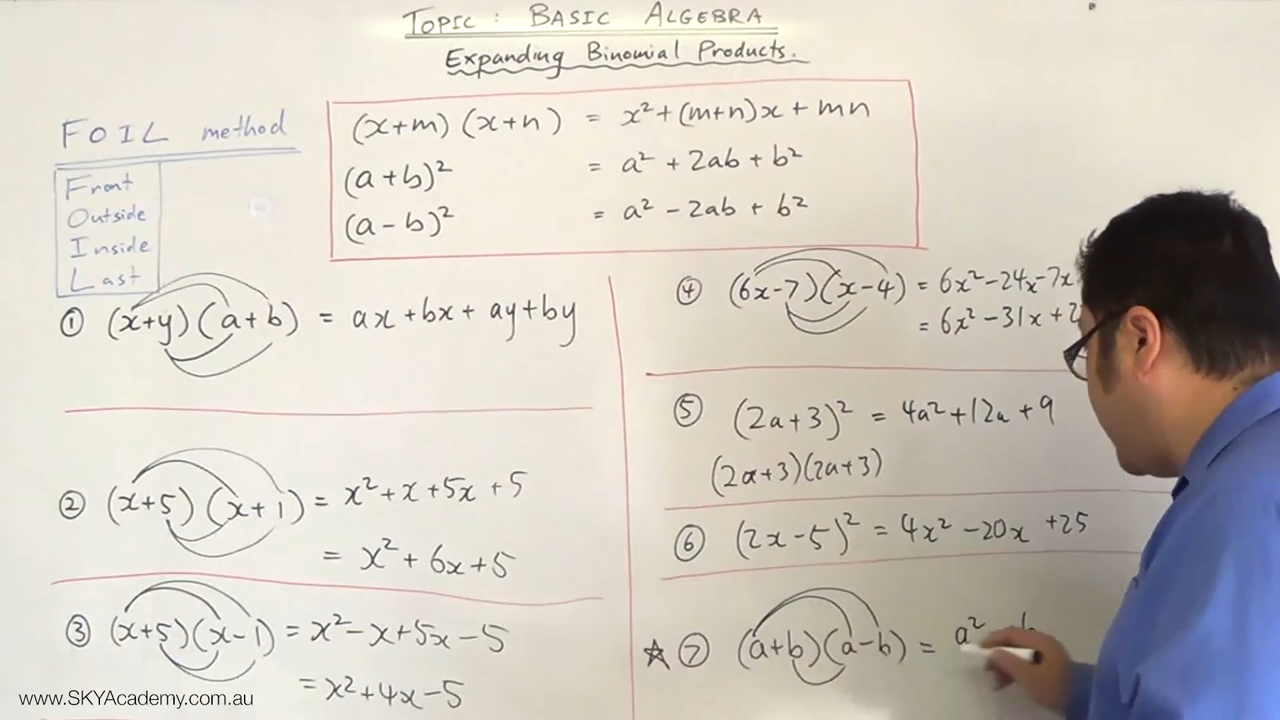 TOPIC: BASIC ALGEBRA
Expanding Binomial Products.
FOIL method
Front
Outside
Inside
Last
(x+m)(x+n) = x²+(m+n)x+mn
(a+b)² = a²+2ab+b²
(a-b)² = a²-2ab+b²
① (x+y)(a+b) = ax+bx+ay+by
② (x+5)(x+1) = x²+x+5x+5
= x²+6x+5
③ (x+5)(x-1) = x²-x+5x-5
= x²+4x-5
④ (6x-7)(x-4) = 6x²-24x-7x
= 6x²-31x+2
⑤ (2a+3)² = 4a²+12a+9
(2a+3)(2a+3)
⑥ (2x-5)² = 4x²-20x+25
☆ ⑦ (a+b)(a-b) = a²
www.SKYAcademy.com.au